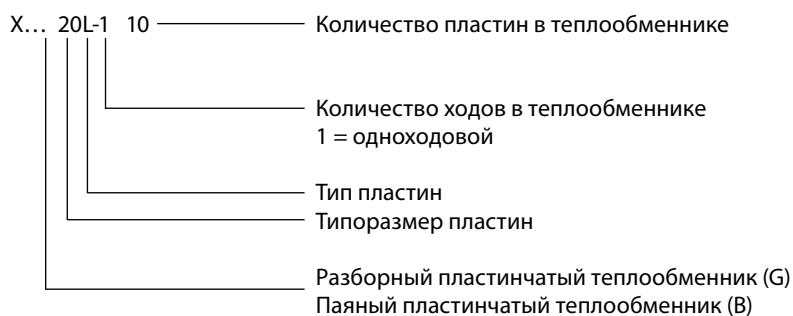 X... 20L-1 10 Количество пластин в теплообменнике
Количество ходов в теплообменнике
1 = одноходовой
Тип пластин
Типоразмер пластин
Разборный пластинчатый теплообменник (G)
Паяный пластинчатый теплообменник (B)